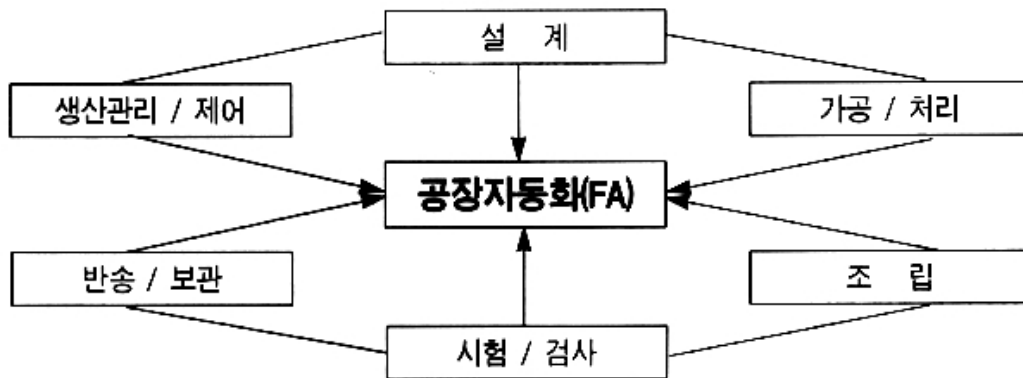 설 계
생산관리 / 제어
가공 / 처리
공장자동화(FA)
반송 / 보관
조 립
시험 / 검사